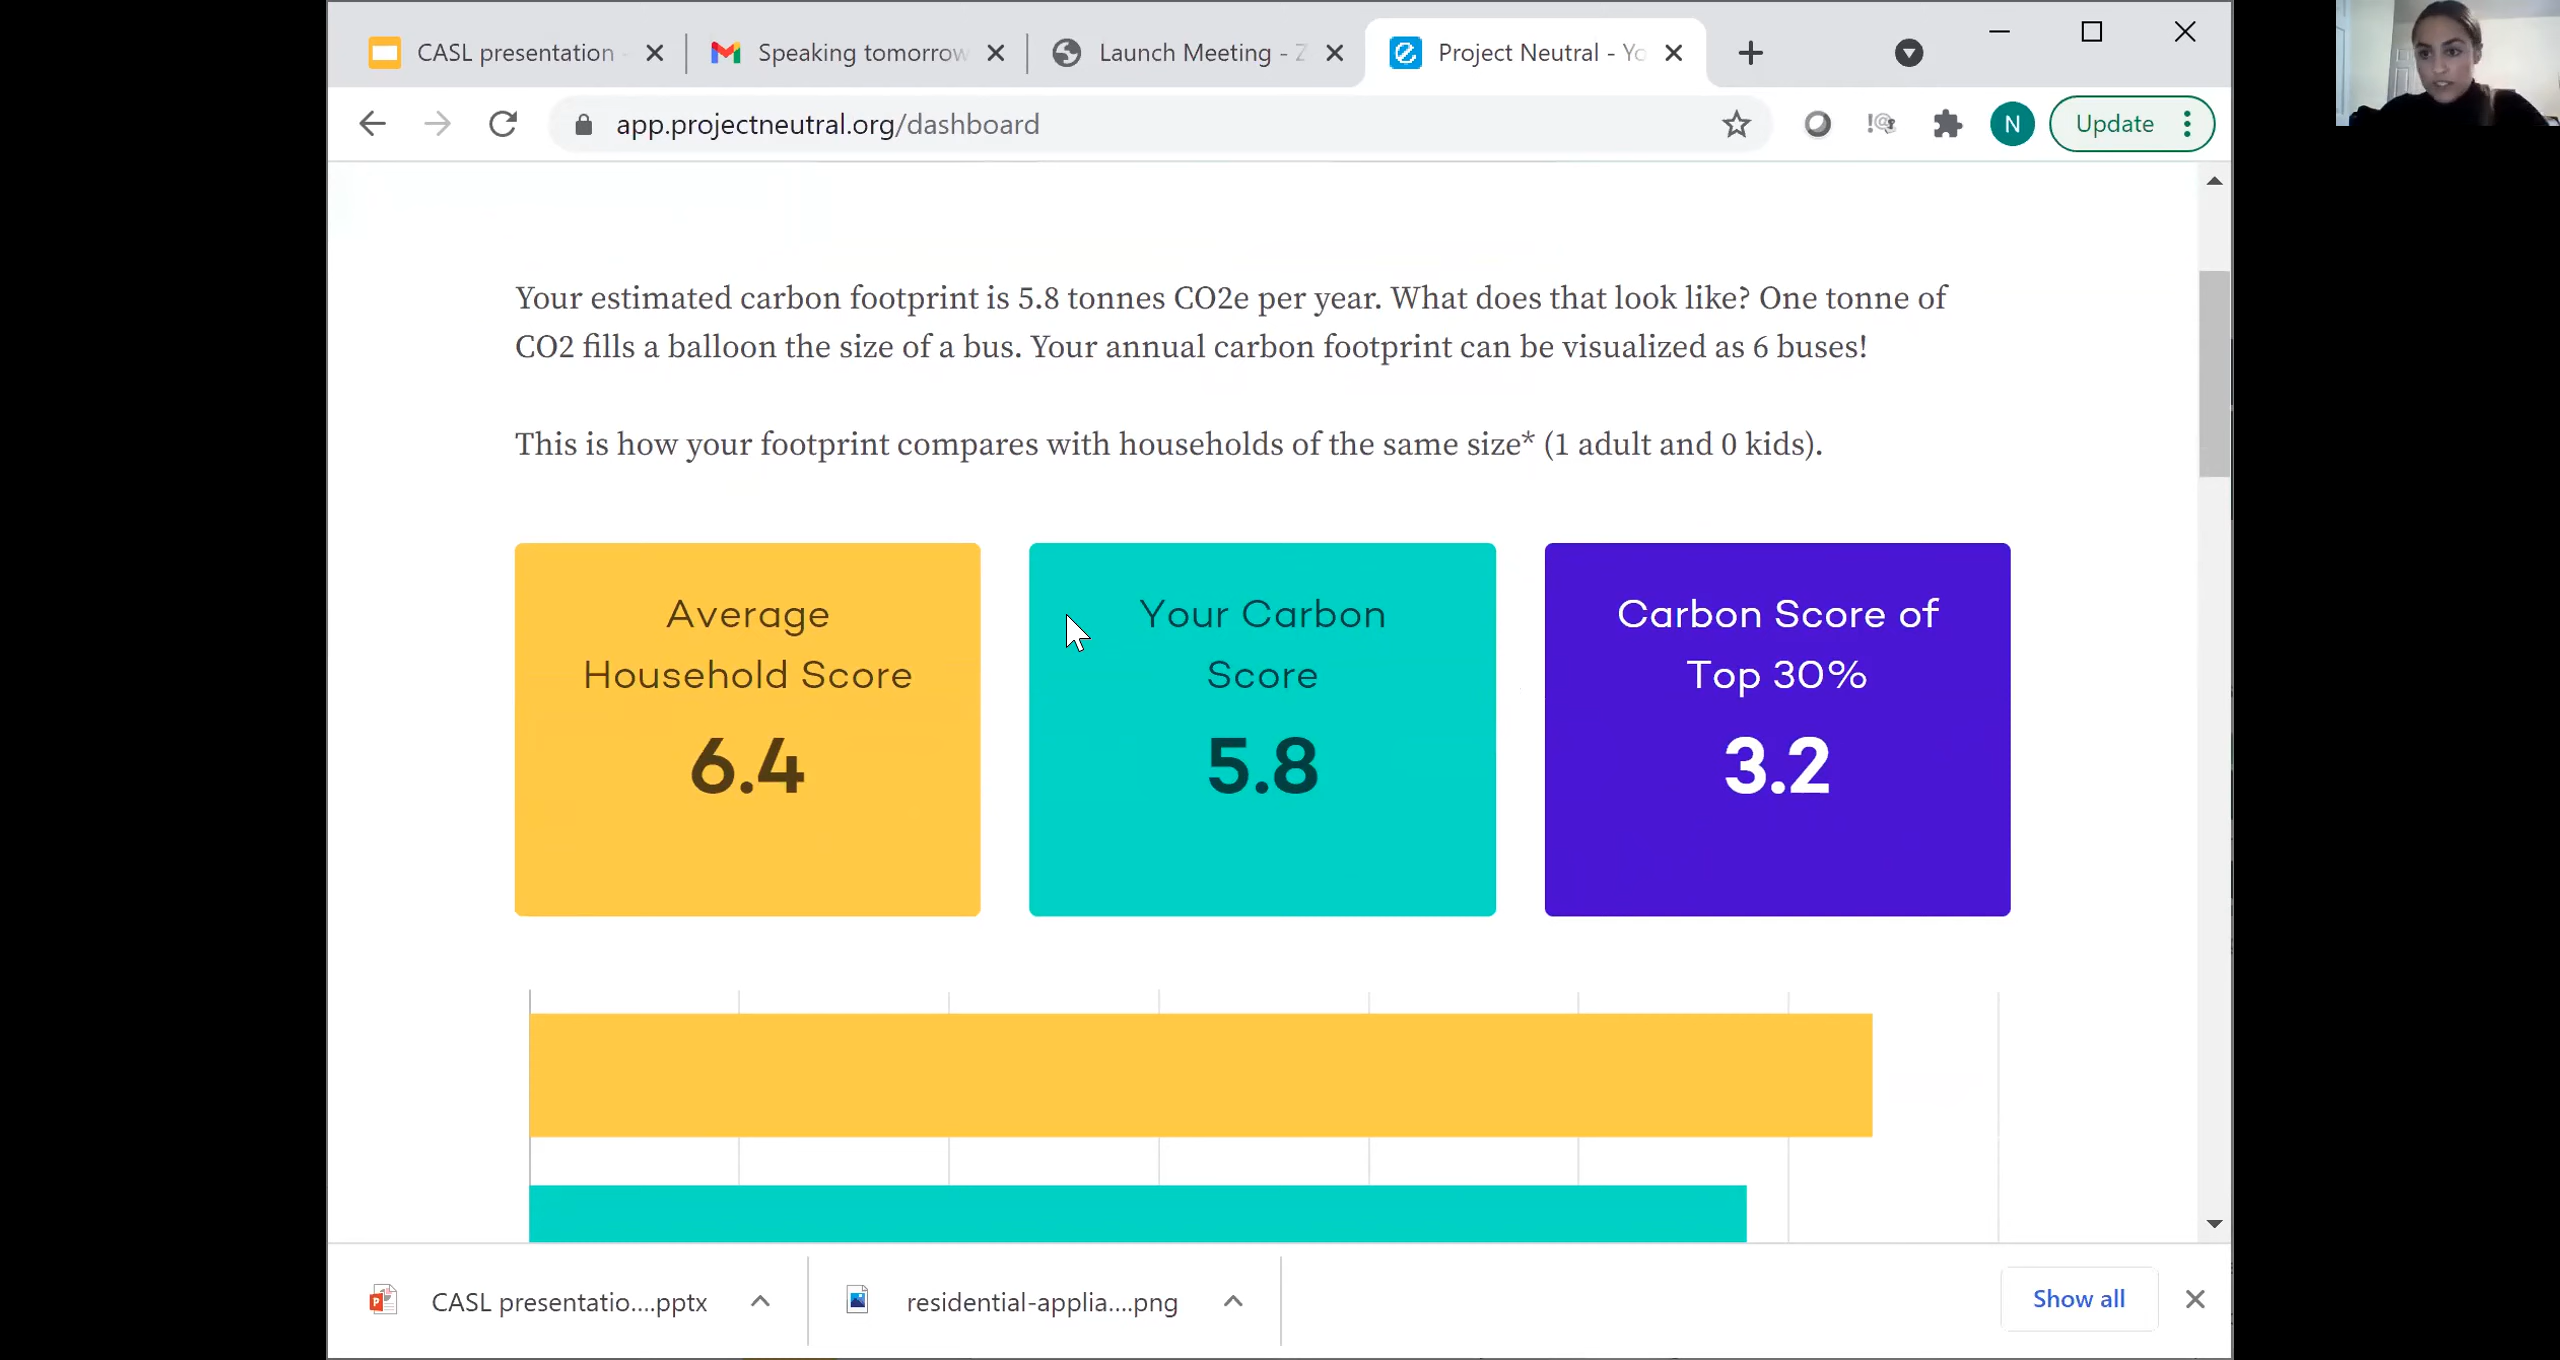 CASL presentation -
Speaking tomorrow
Launch Meeting - Z
Project Neutral - Yo
app.projectneutral.org/dashboard
N
Update
Your estimated carbon footprint is 5.8 tonnes CO2e per year. What does that look like? One tonne of
CO2 fills a balloon the size of a bus. Your annual carbon footprint can be visualized as 6 buses!
This is how your footprint compares with households of the same size* (1 adult and 0 kids).
Average
Household Score
6.4
Your Carbon
Score
5.8
Carbon Score of
Top 30%
3.2
CASL presentatio....pptx
residential-applia....png
Show all